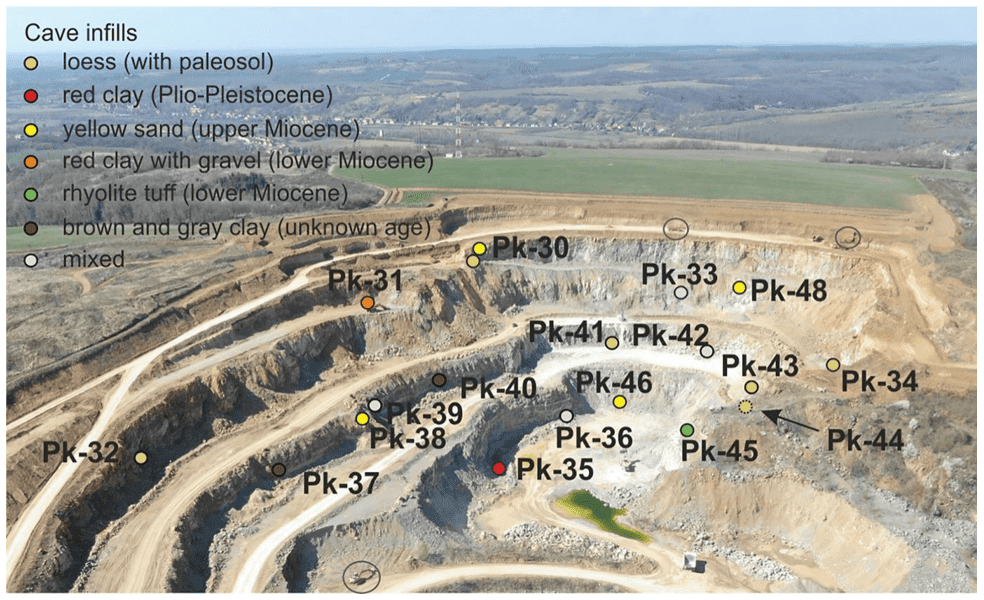 Cave infills
loess (with paleosol)
red clay (Plio-Pleistocene)
yellow sand (upper Miocene)
red clay with gravel (lower Miocene)
rhyolite tuff (lower Miocene)
brown and gray clay (unknown age)
mixed
Pk-30
Pk-31
Pk-33
Pk-48
Pk-41
Pk-42
Pk-43
Pk-34
Pk-40
Pk-46
Pk-39
Pk-38
Pk-36
Pk-44
Pk-45
Pk-32
Pk-37
Pk-35